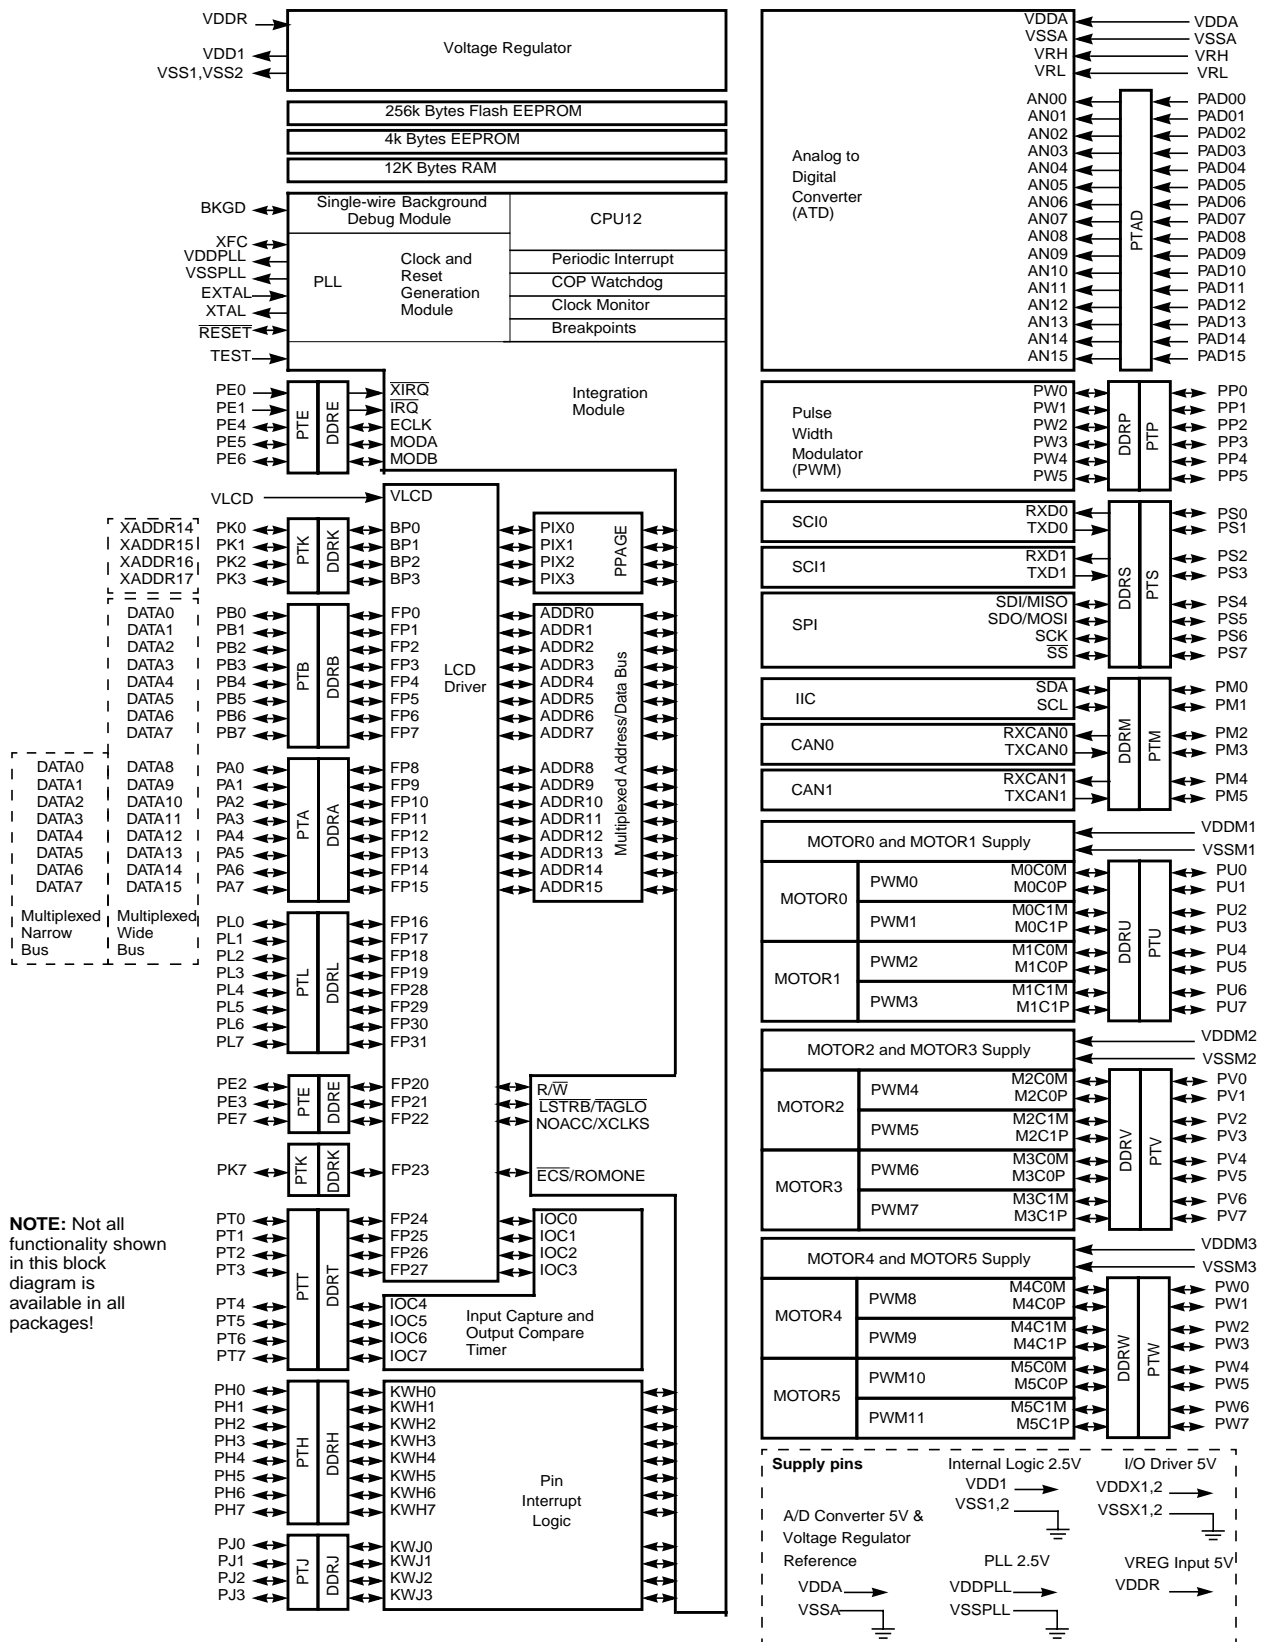 VDDR
VDD1
VSS1,VSS2
Voltage Regulator
256k Bytes Flash EEPROM
4k Bytes EEPROM
12K Bytes RAM
BKGD
XFC
VDDPLL
VSSPLL
EXTAL
XTAL
RESET
TEST
Single-wire Background
Debug Module
CPU12
PLL
Clock and
Reset
Generation
Module
Periodic Interrupt
COP Watchdog
Clock Monitor
Breakpoints
Integration
Module
PE0
PE1
PE4
PE5
PE6
PTE
DDRE
XIRQ
IRQ
ECLK
MODA
MODB
VLCD
VLCD
XADDR14
XADDR15
XADDR16
XADDR17
PK0
PK1
PK2
PK3
PTK
DDRK
BP0
BP1
BP2
BP3
PIX0
PIX1
PIX2
PIX3
PPAGE
DATA0
DATA1
DATA2
DATA3
DATA4
DATA5
DATA6
DATA7
PB0
PB1
PB2
PB3
PB4
PB5
PB6
PB7
PTB
DDRB
FP0
FP1
FP2
FP3
FP4
FP5
FP6
FP7
LCD
Driver
ADDR0
ADDR1
ADDR2
ADDR3
ADDR4
ADDR5
ADDR6
ADDR7
Multiplexed Address/Data Bus
DATA0
DATA1
DATA2
DATA3
DATA4
DATA5
DATA6
DATA7
Multiplexed
Narrow
Bus
DATA8
DATA9
DATA10
DATA11
DATA12
DATA13
DATA14
DATA15
Multiplexed
Wide
Bus
PA0
PA1
PA2
PA3
PA4
PA5
PA6
PA7
PTA
DDRA
FP8
FP9
FP10
FP11
FP12
FP13
FP14
FP15
ADDR8
ADDR9
ADDR10
ADDR11
ADDR12
ADDR13
ADDR14
ADDR15
PL0
PL1
PL2
PL3
PL4
PL5
PL6
PL7
PTL
DDRL
FP16
FP17
FP18
FP19
FP28
FP29
FP30
FP31
PE2
PE3
PE7
PTE
DDRE
FP20
FP21
FP22
R/W
LSTRB/TAGLO
NOACC/XCLKS
PK7
PTK
DDRK
FP23
ECS/ROMONE
NOTE: Not all
functionality shown
in this block
diagram is
available in all
packages!
PT0
PT1
PT2
PT3
PT4
PT5
PT6
PT7
PTT
DDRT
FP24
FP25
FP26
FP27
IOC0
IOC1
IOC2
IOC3
IOC4
IOC5
IOC6
IOC7
Input Capture and
Output Compare
Timer
PH0
PH1
PH2
PH3
PH4
PH5
PH6
PH7
PTH
DDRH
KWH0
KWH1
KWH2
KWH3
KWH4
KWH5
KWH6
KWH7
Pin
Interrupt
Logic
PJ0
PJ1
PJ2
PJ3
PTJ
DDRJ
KWJ0
KWJ1
KWJ2
KWJ3
Analog to
Digital
Converter
(ATD)
VDDA
VSSA
VRH
VRL
VDDA
VSSA
VRH
VRL
AN00
AN01
AN02
AN03
AN04
AN05
AN06
AN07
AN08
AN09
AN10
AN11
AN12
AN13
AN14
AN15
PTAD
PAD00
PAD01
PAD02
PAD03
PAD04
PAD05
PAD06
PAD07
PAD08
PAD09
PAD10
PAD11
PAD12
PAD13
PAD14
PAD15
Pulse
Width
Modulator
(PWM)
PW0
PW1
PW2
PW3
PW4
PW5
DDRP
PTP
PP0
PP1
PP2
PP3
PP4
PP5
SCI0
RXD0
TXD0
SCI1
RXD1
TXD1
SPI
SDI/MISO
SDO/MOSI
SCK
SS
DDRS
PTS
PS0
PS1
PS2
PS3
PS4
PS5
PS6
PS7
IIC
SDA
SCL
CAN0
RXCAN0
TXCAN0
CAN1
RXCAN1
TXCAN1
DDRM
PTM
PM0
PM1
PM2
PM3
PM4
PM5
MOTOR0 and MOTOR1 Supply
VDDM1
VSSM1
MOTOR0
PWM0
M0C0M
M0C0P
PWM1
M0C1M
M0C1P
MOTOR1
PWM2
M1C0M
M1C0P
PWM3
M1C1M
M1C1P
DDRU
PTU
PU0
PU1
PU2
PU3
PU4
PU5
PU6
PU7
MOTOR2 and MOTOR3 Supply
VDDM2
VSSM2
MOTOR2
PWM4
M2C0M
M2C0P
PWM5
M2C1M
M2C1P
MOTOR3
PWM6
M3C0M
M3C0P
PWM7
M3C1M
M3C1P
DDRV
PTV
PV0
PV1
PV2
PV3
PV4
PV5
PV6
PV7
MOTOR4 and MOTOR5 Supply
VDDM3
VSSM3
MOTOR4
PWM8
M4C0M
M4C0P
PWM9
M4C1M
M4C1P
MOTOR5
PWM10
M5C0M
M5C0P
PWM11
M5C1M
M5C1P
DDRW
PTW
PW0
PW1
PW2
PW3
PW4
PW5
PW6
PW7
Supply pins
Internal Logic 2.5V
VDD1
VSS1,2
I/O Driver 5V
VDDX1,2
VSSX1,2
A/D Converter 5V &
Voltage Regulator
Reference
VDDA
VSSA
PLL 2.5V
VDDPLL
VSSPLL
VREG Input 5V
VDDR